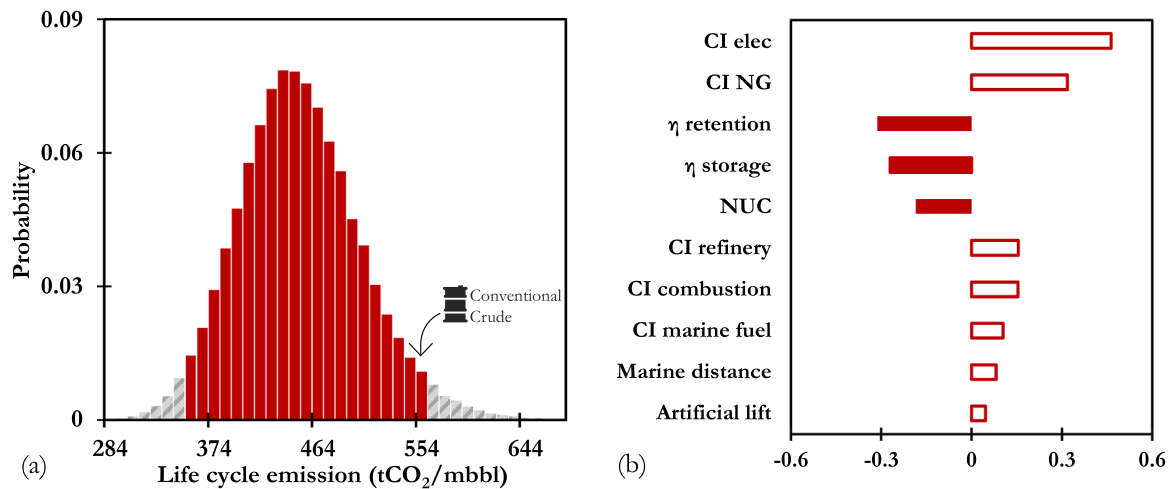 0.09
0.06
0.03
0
Probability
284
374
464
554
644
Life cycle emission (tCO₂/mbbl)
Conventional
Crude
(a)
CI elec
CI NG
η retention
η storage
NUC
CI refinery
CI combustion
CI marine fuel
Marine distance
Artificial lift
-0.6
-0.3
0
0.3
0.6
(b)